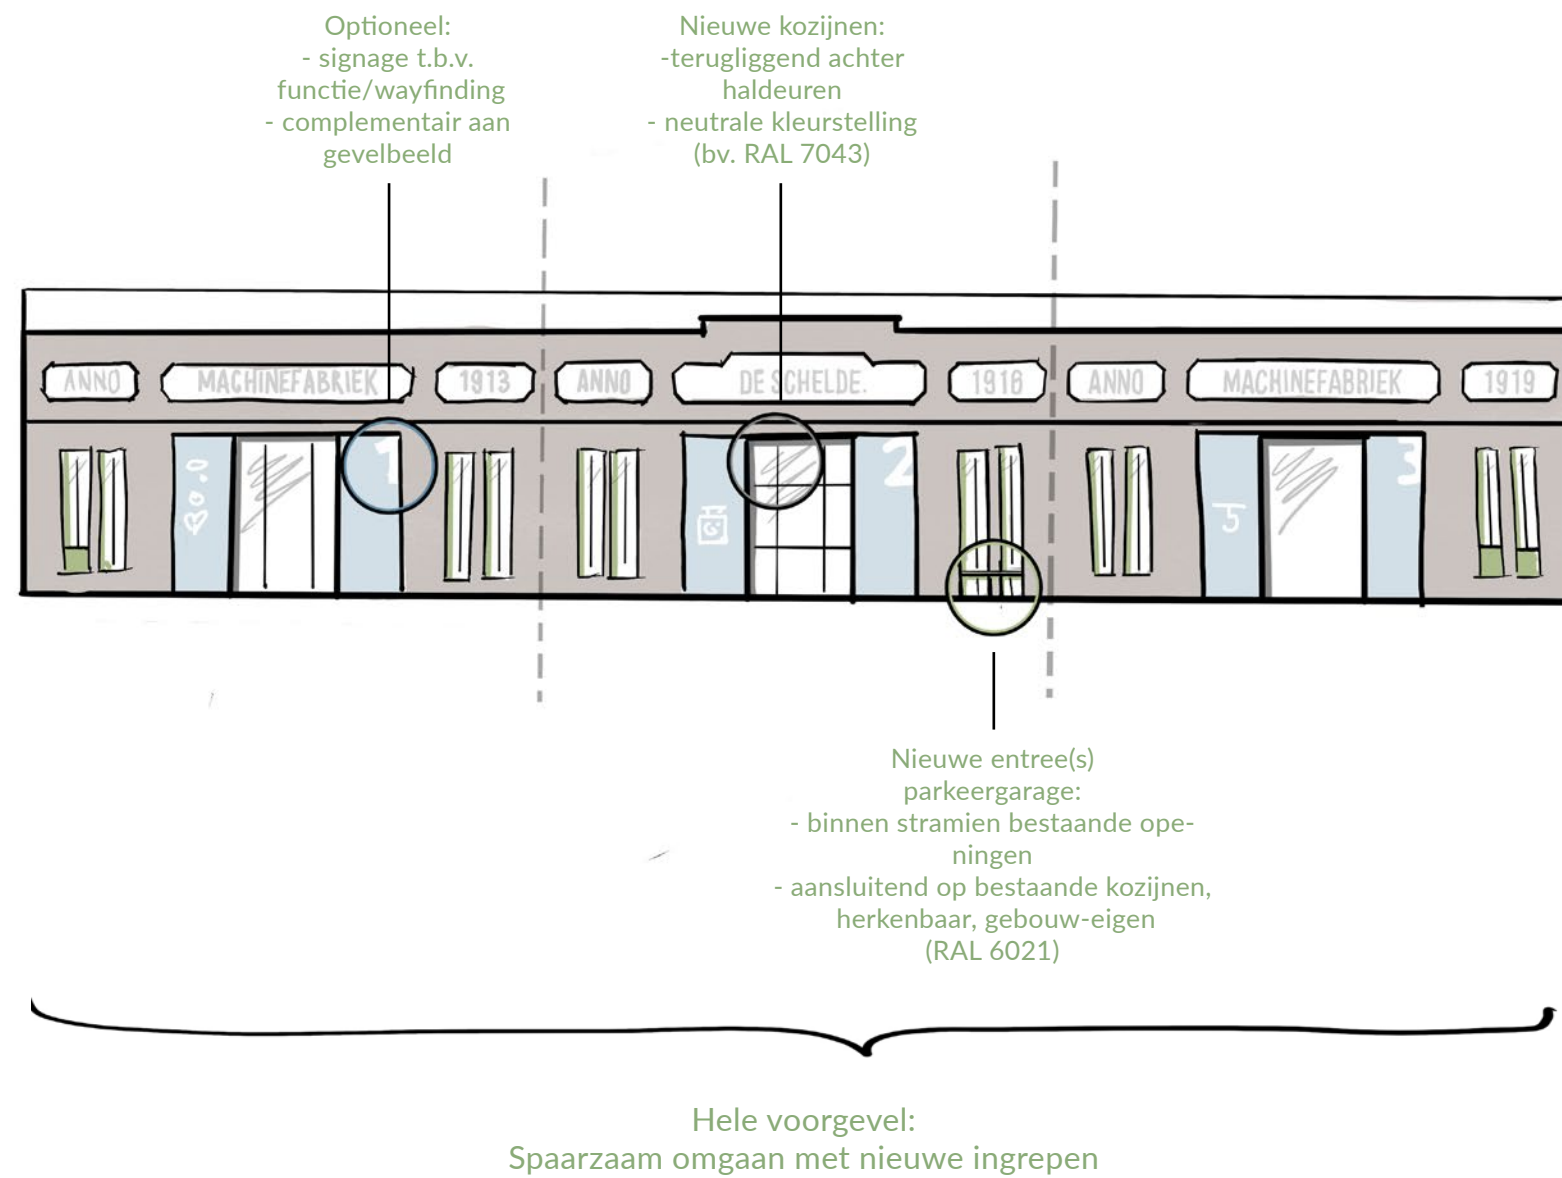 Optioneel:
- signage t.b.v.
functie/wayfinding
- complementair aan
gevelbeeld
Nieuwe kozijnen:
-terugliggend achter
haldeuren
- neutrale kleurstelling
(bv. RAL 7043)
ANNO
MACHINEFABRIEK
1913
ANNO
DE SCHELDE.
1916
ANNO
MACHINEFABRIEK
1919
1
2
3
Nieuwe entree(s)
parkeergarage:
- binnen stramien bestaande ope-
ningen
- aansluitend op bestaande kozijnen,
herkenbaar, gebouw-eigen
(RAL 6021)
Hele voorgevel:
Spaarzaam omgaan met nieuwe ingrepen